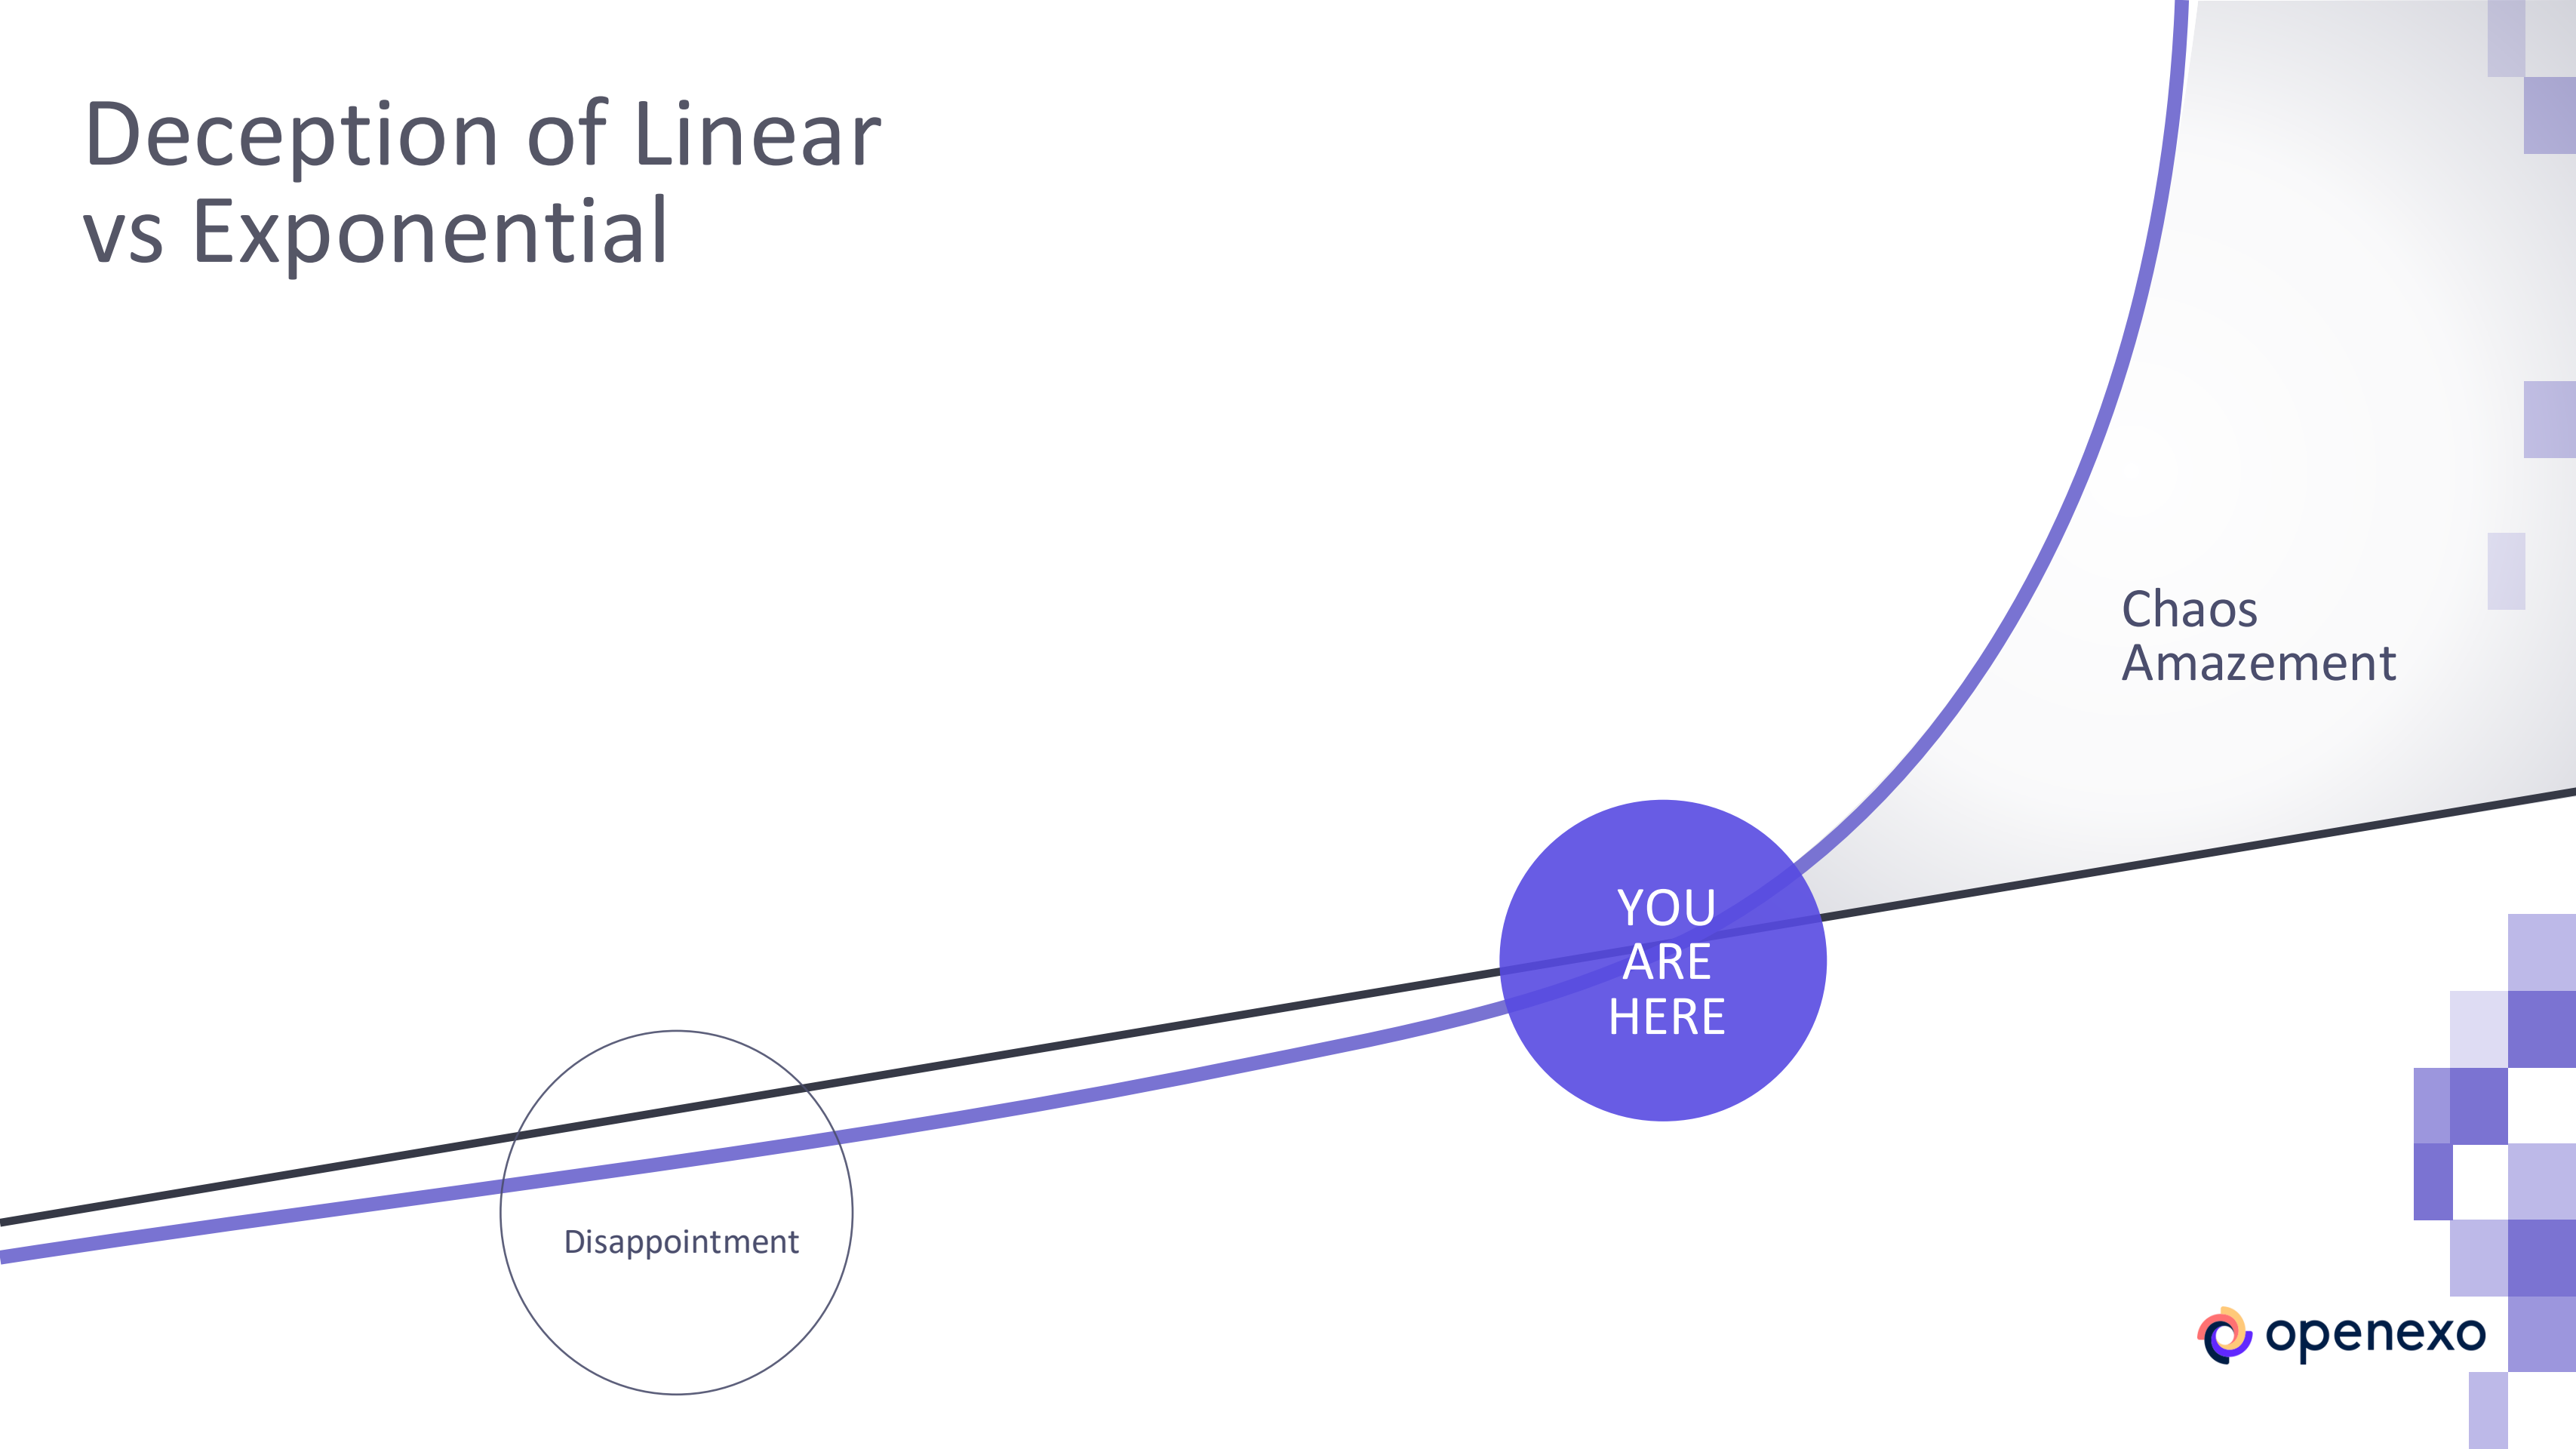 Deception of Linear
vs Exponential
Chaos
Amazement
YOU
ARE
HERE
Disappointment
openexo